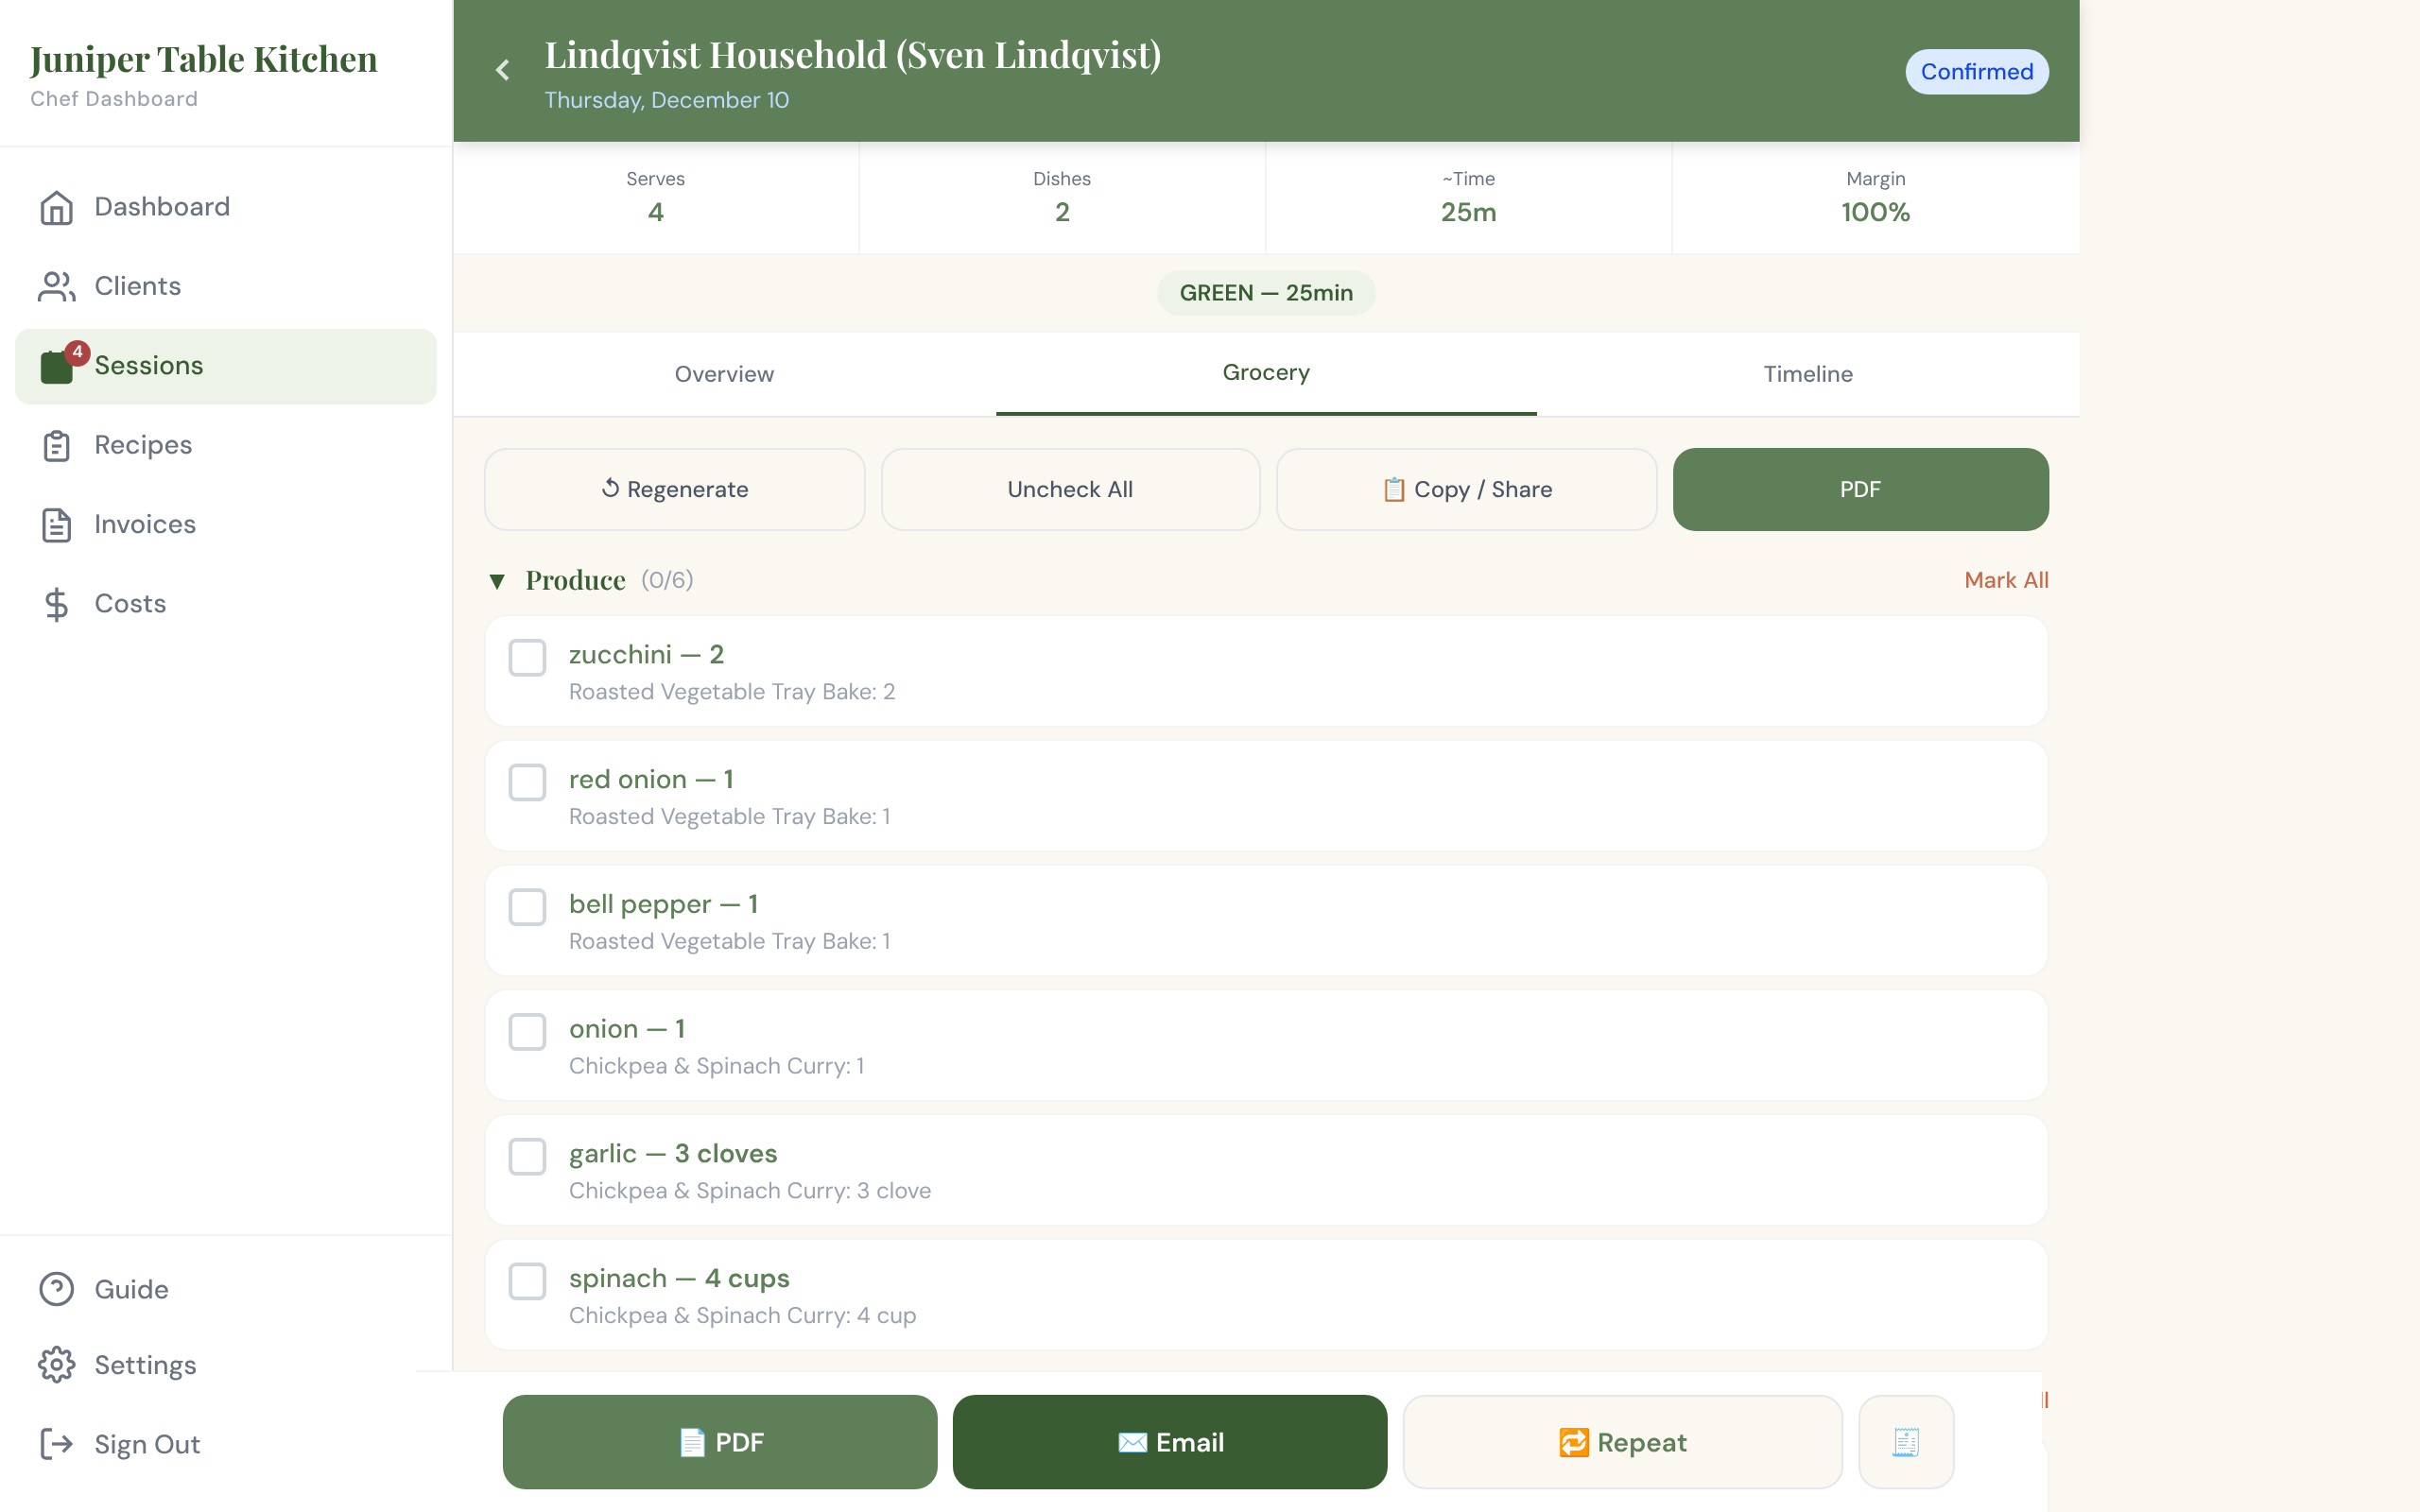 Juniper Table Kitchen
Chef Dashboard
Dashboard
Clients
4
Sessions
Recipes
Invoices
Costs
Guide
Settings
Sign Out
Lindqvist Household (Sven Lindqvist)
Thursday, December 10
Confirmed
Serves
4
Dishes
2
~Time
25m
Margin
100%
GREEN — 25min
Overview
Grocery
Timeline
↺ Regenerate
Uncheck All
📋 Copy / Share
PDF
▼ Produce (0/6)
Mark All
zucchini — 2
Roasted Vegetable Tray Bake: 2
red onion — 1
Roasted Vegetable Tray Bake: 1
bell pepper — 1
Roasted Vegetable Tray Bake: 1
onion — 1
Chickpea & Spinach Curry: 1
garlic — 3 cloves
Chickpea & Spinach Curry: 3 clove
spinach — 4 cups
Chickpea & Spinach Curry: 4 cup
📄 PDF
✉️ Email
🔁 Repeat